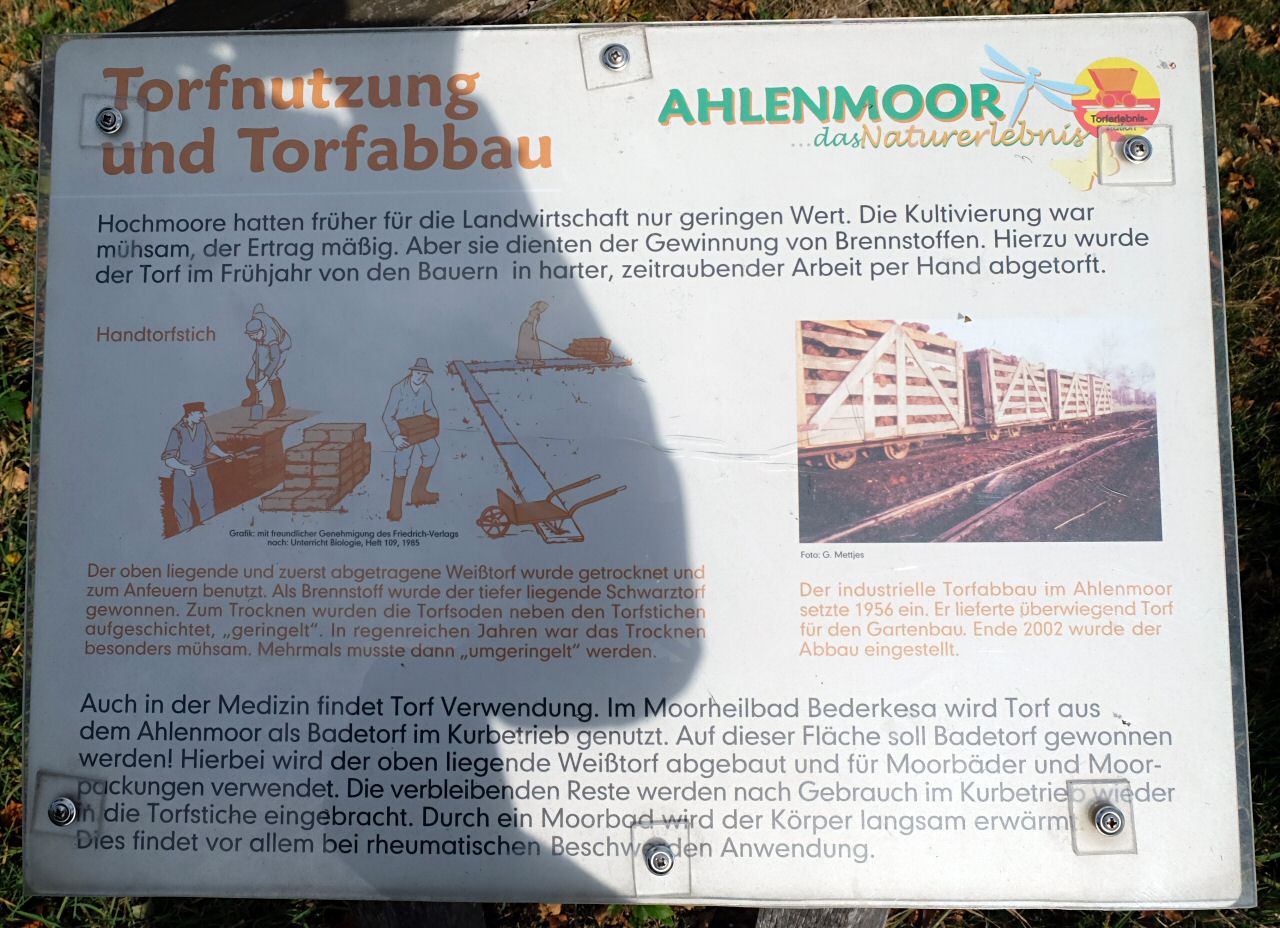 Torfnutzung
und Torfabbau
AHLENMOOR
...das Naturerlebnis
Torferlebnis-
station
Hochmoore hatten früher für die Landwirtschaft nur geringen Wert. Die Kultivierung war
mühsam, der Ertrag mäßig. Aber sie dienten der Gewinnung von Brennstoffen. Hierzu wurde
der Torf im Frühjahr von den Bauern in harter, zeitraubender Arbeit per Hand abgetorft.
Handtorfstich
Grafik: mit freundlicher Genehmigung des Friedrich-Verlags
nach: Unterricht Biologie, Heft 109, 1985
Der oben liegende und zuerst abgetragene Weißtorf wurde getrocknet und
zum Anfeuern benutzt. Als Brennstoff wurde der tiefer liegende Schwarztorf
gewonnen. Zum Trocknen wurden die Torfsoden neben den Torfstichen
aufgeschichtet, „geringelt“. In regenreichen Jahren war das Trocknen
besonders mühsam. Mehrmals musste dann „umgeringelt“ werden.
Foto: G. Mettjes
Der industrielle Torfabbau im Ahlenmoor
setzte 1956 ein. Er lieferte überwiegend Torf
für den Gartenbau. Ende 2002 wurde der
Abbau eingestellt.
Auch in der Medizin findet Torf Verwendung. Im Moorheilbad Bederkesa wird Torf aus
dem Ahlenmoor als Badetorf im Kurbetrieb genutzt. Auf dieser Fläche soll Badetorf gewonnen
werden! Hierbei wird der oben liegende Weißtorf abgebaut und für Moorbäder und Moor-
packungen verwendet. Die verbleibenden Reste werden nach Gebrauch im Kurbetrieb wieder
in die Torfstiche eingebracht. Durch ein Moorbad wird der Körper langsam erwärmt.
Dies findet vor allem bei rheumatischen Beschwerden Anwendung.